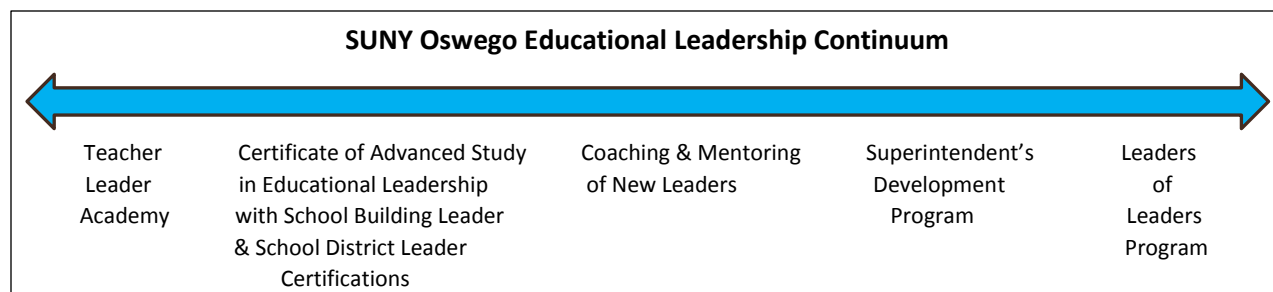 SUNY Oswego Educational Leadership Continuum
Teacher
Leader
Academy
Certificate of Advanced Study
in Educational Leadership
with School Building Leader
& School District Leader
Certifications
Coaching & Mentoring
of New Leaders
Superintendent’s
Development
Program
Leaders
of
Leaders
Program